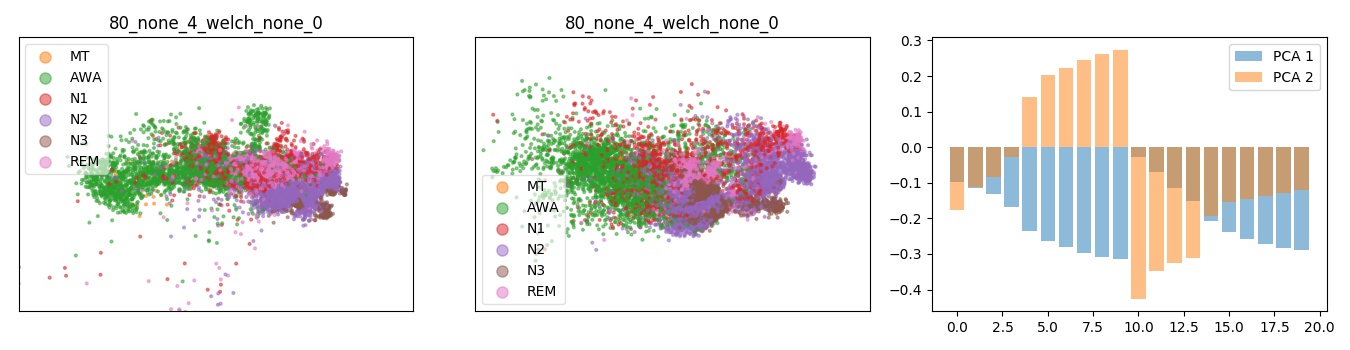 80_none_4_welch_none_0
MT
AWA
N1
N2
N3
REM
80_none_4_welch_none_0
MT
AWA
N1
N2
N3
REM
PCA 1
PCA 2
0.3
0.2
0.1
0.0
−0.1
−0.2
−0.3
−0.4
0.0 2.5 5.0 7.5 10.0 12.5 15.0 17.5 20.0